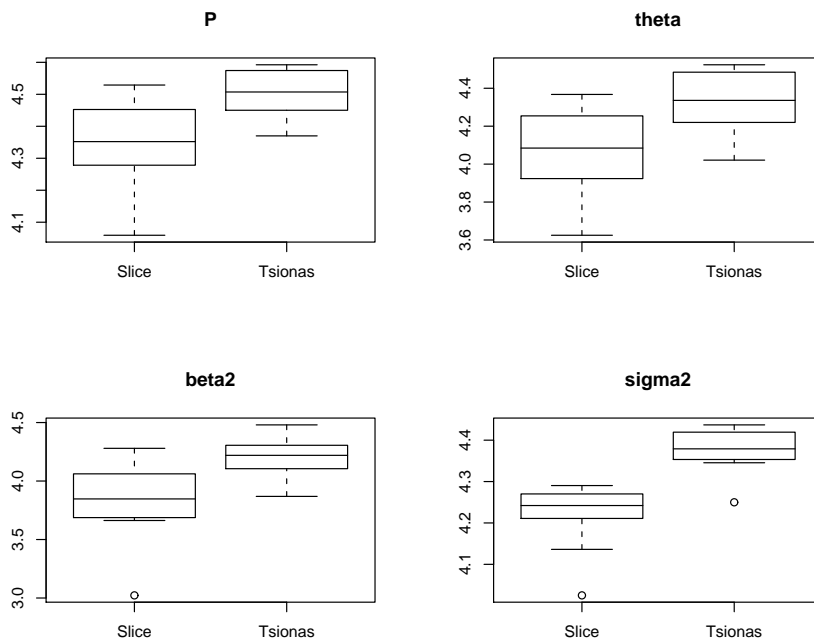 P
4.5
4.3
4.1
Slice Tsionas
theta
4.4
4.2
4.0
3.8
3.6
Slice Tsionas
beta2
4.5
4.0
3.5
3.0
Slice Tsionas
sigma2
4.4
4.3
4.2
4.1
Slice Tsionas